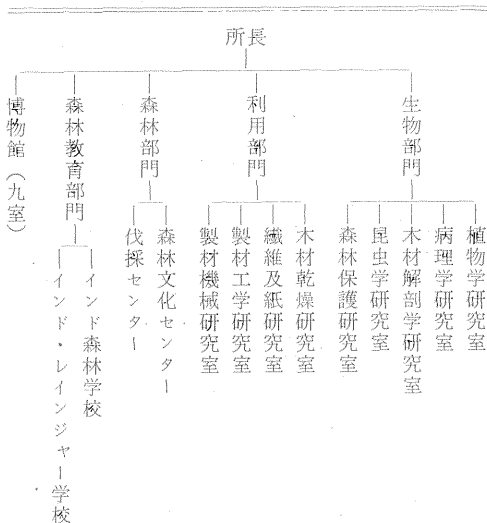 所長
生物部門
植物学研究室
病理学研究室
木材解剖学研究室
昆虫学研究室
森林保護研究室
利用部門
木材乾燥研究室
繊維及紙研究室
製材工学研究室
製材機械研究室
森林部門
森林文化センター
伐採センター
森林教育部門
インド森林学校
インド・レインジャー学校
博物館（九室）